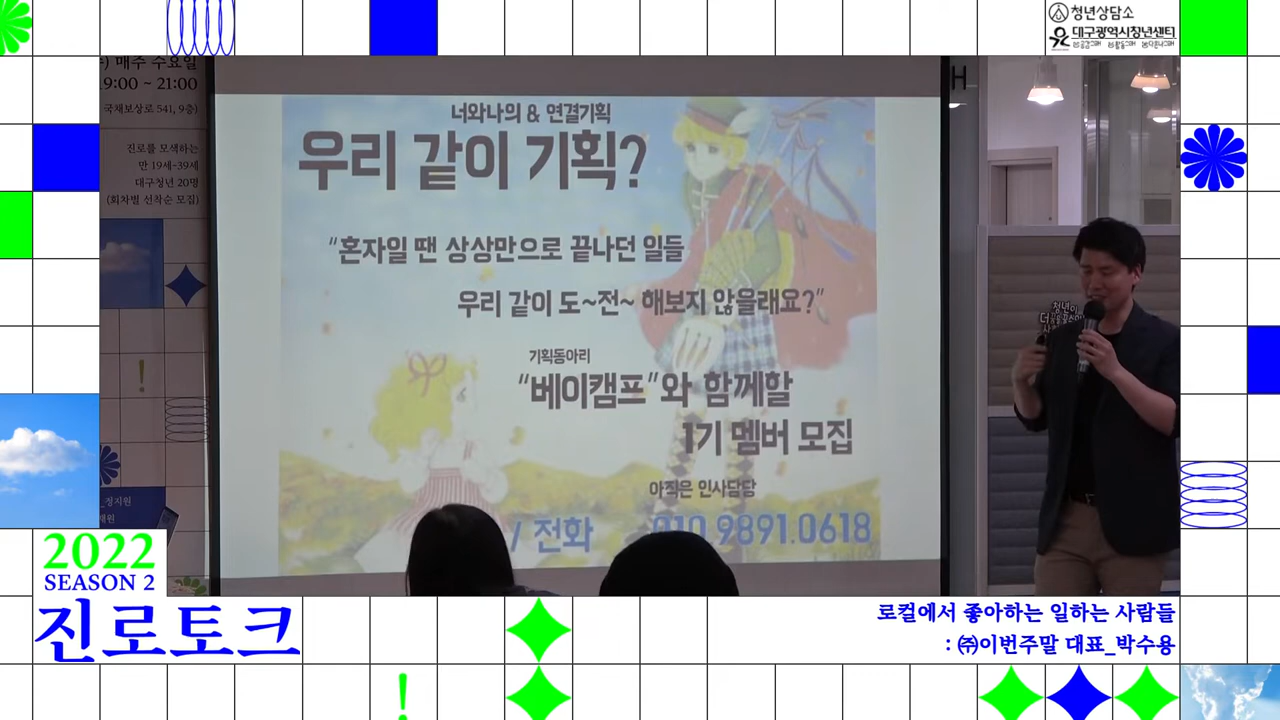 청년상담소
대구광역시청년센터
매주 수요일
19:00 ~ 21:00
국채보상로 541, 9층)
진로를 모색하는
만 19세-39세
대구청년 20명
(회차별 선착순 모집)
_정지원
H
너와나의 & 연결기획
우리 같이 기획?
"혼자일 땐 상상만으로 끝나던 일들
우리 같이 도~전~ 해보지 않을래요?"
기획동아리
"베이캠프"와 함께할
1기 멤버 모집
아직은 인사담당
/ 전화 010.9891.0618
청년이
2022
SEASON 2
진로토크
로컬에서 좋아하는 일하는 사람들
: ㈜이번주말 대표_박수용